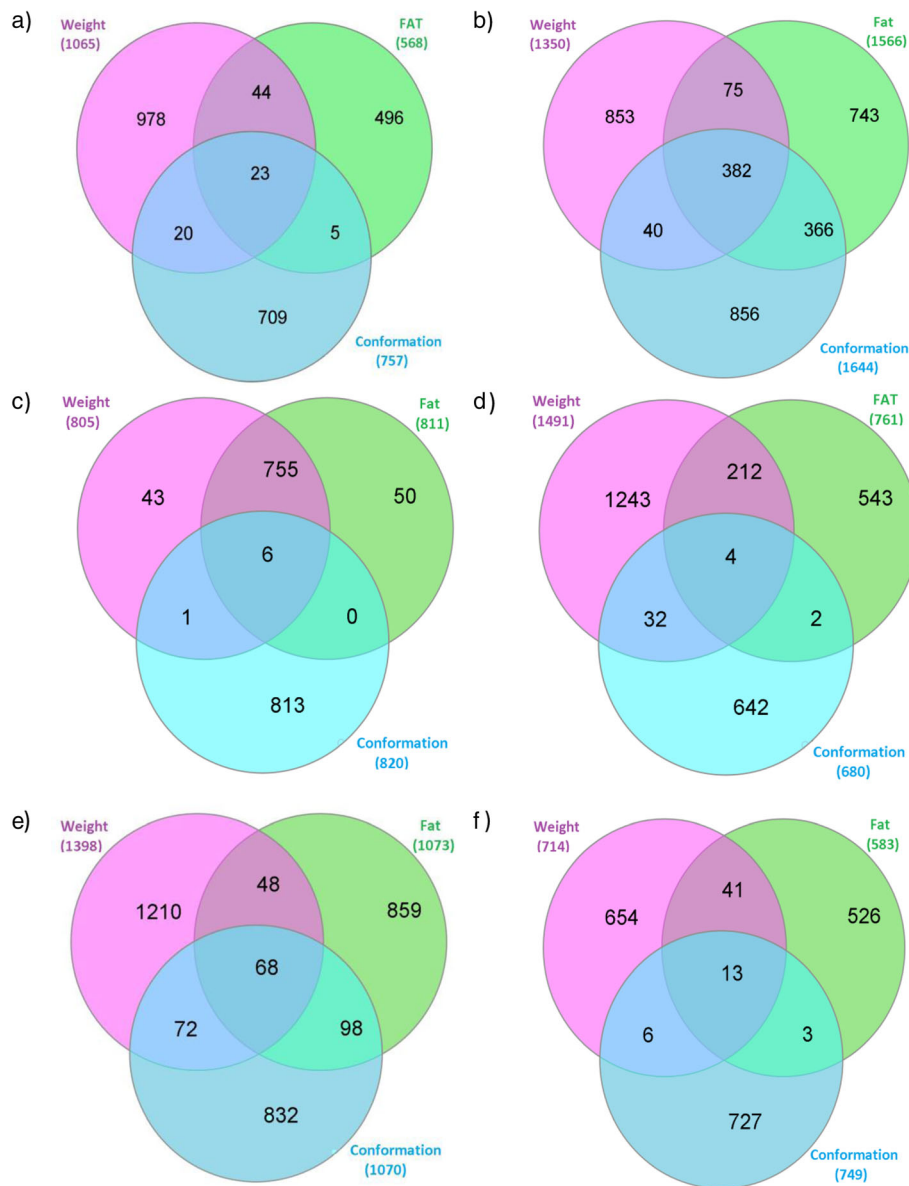 a)
Weight
(1065)
FAT
(568)
44
978
496
23
20
5
709
Conformation
(757)
b)
Weight
(1350)
Fat
(1566)
75
853
743
382
40
366
856
Conformation
(1644)
c)
Weight
(805)
Fat
(811)
755
43
50
6
1
0
813
Conformation
(820)
d)
Weight
(1491)
FAT
(761)
212
1243
543
4
32
2
642
Conformation
(680)
e)
Weight
(1398)
Fat
(1073)
48
1210
859
68
72
98
832
Conformation
(1070)
f)
Weight
(714)
Fat
(583)
41
654
526
13
6
3
727
Conformation
(749)